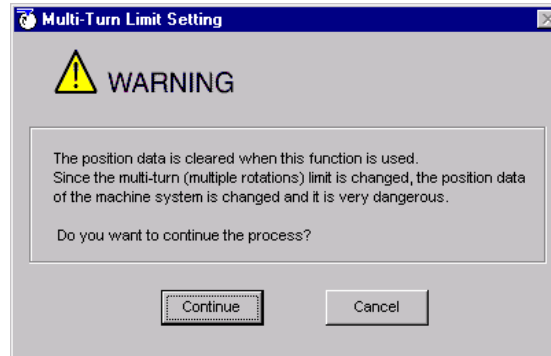 Multi-Turn Limit Setting
WARNING
The position data is cleared when this function is used.
Since the multi-turn (multiple rotations) limit is changed, the position data
of the machine system is changed and it is very dangerous.
Do you want to continue the process?
Continue
Cancel